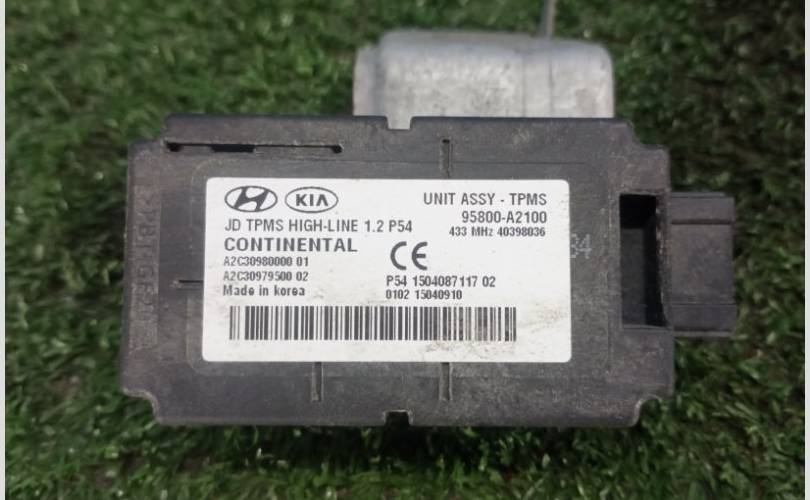 KIA
UNIT ASSY - TPMS
JD TPMS HIGH-LINE 1.2 P54
95800-A2100
433 MHz 40398036
CONTINENTAL
CE
A2C30980000 01
A2C30979500 02
P54 1504087117 02
Made in korea
0102 15040910